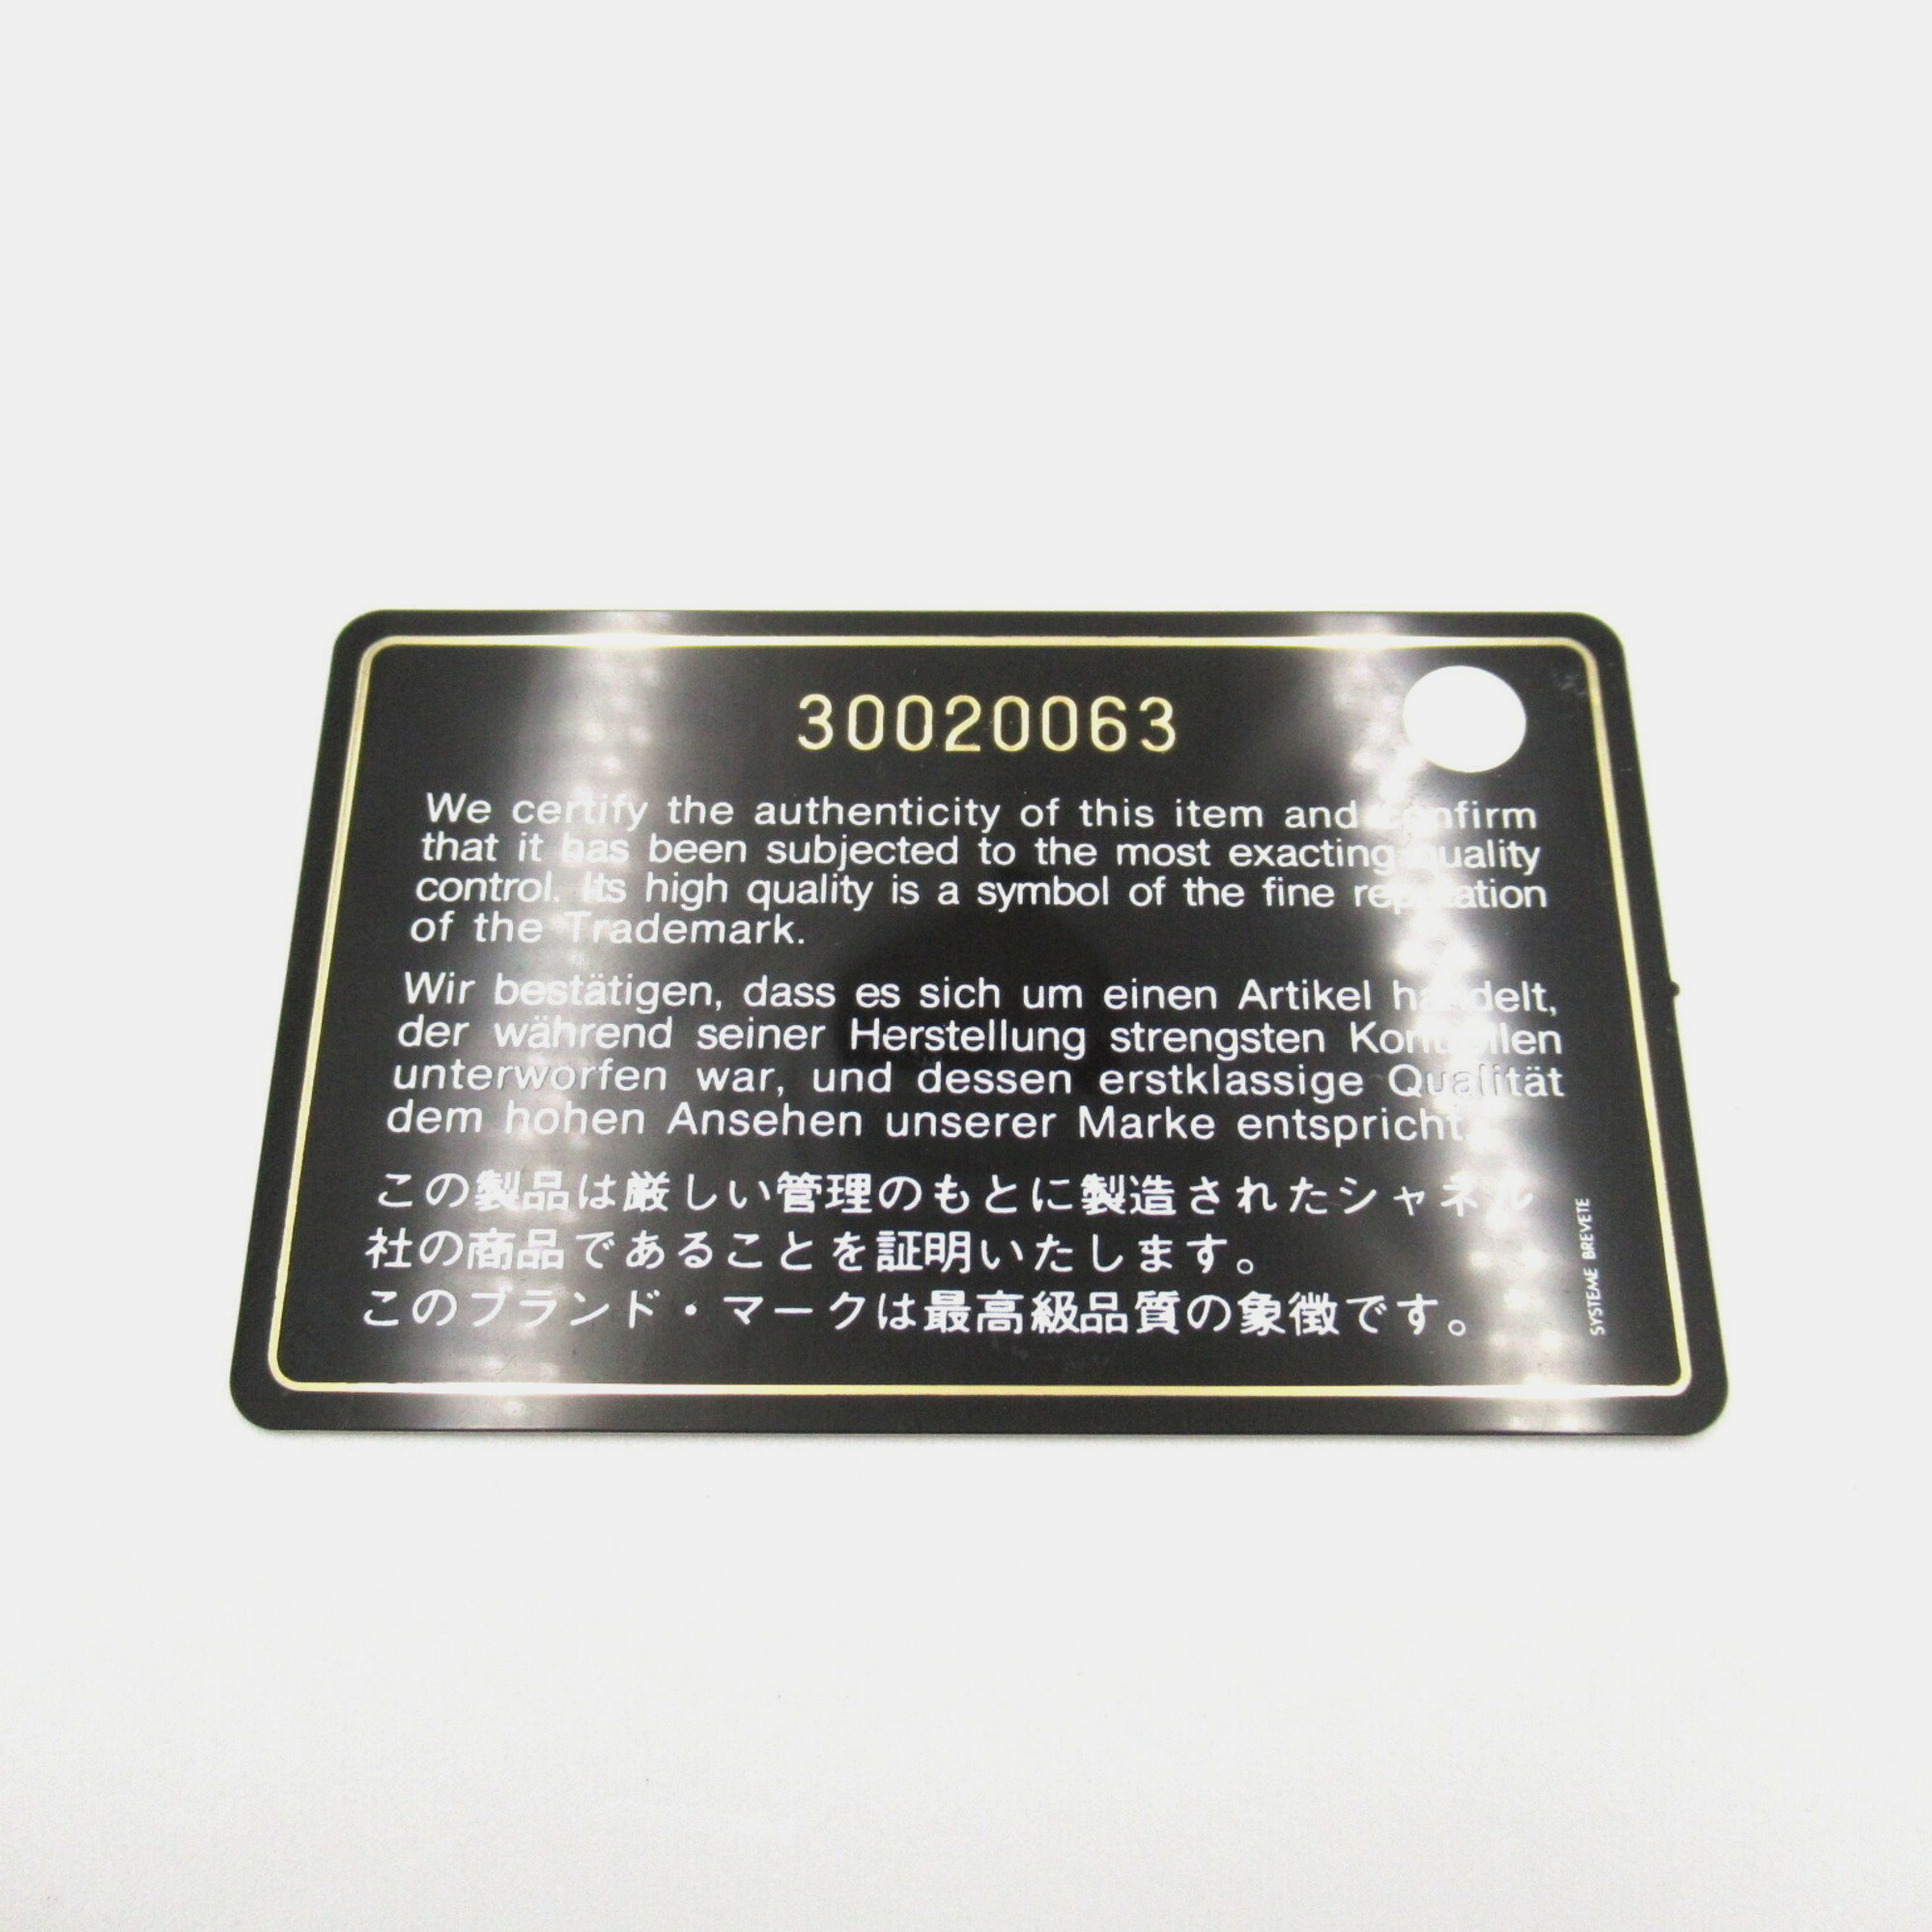 30020063
We certify the authenticity of this item and confirm
that it has been subjected to the most exacting quality
control. Its high quality is a symbol of the fine reputation
of the Trademark.
Wir bestätigen, dass es sich um einen Artikel handelt,
der während seiner Herstellung strengsten Kontrollen
unterworfen war, und dessen erstklassige Qualität
dem hohen Ansehen unserer Marke entspricht.
この製品は厳しい管理のもとに製造されたシャネル
社の商品であることを証明いたします。
このブランド・マークは最高級品質の象徴です。
SYSTEME BREVETE